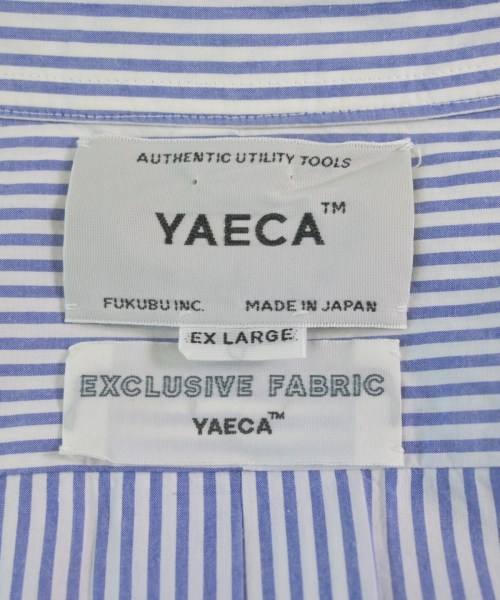 AUTHENTIC UTILITY TOOLS
YAECA™
FUKUBU INC. MADE IN JAPAN
EX LARGE
EXCLUSIVE FABRIC
YAECA™